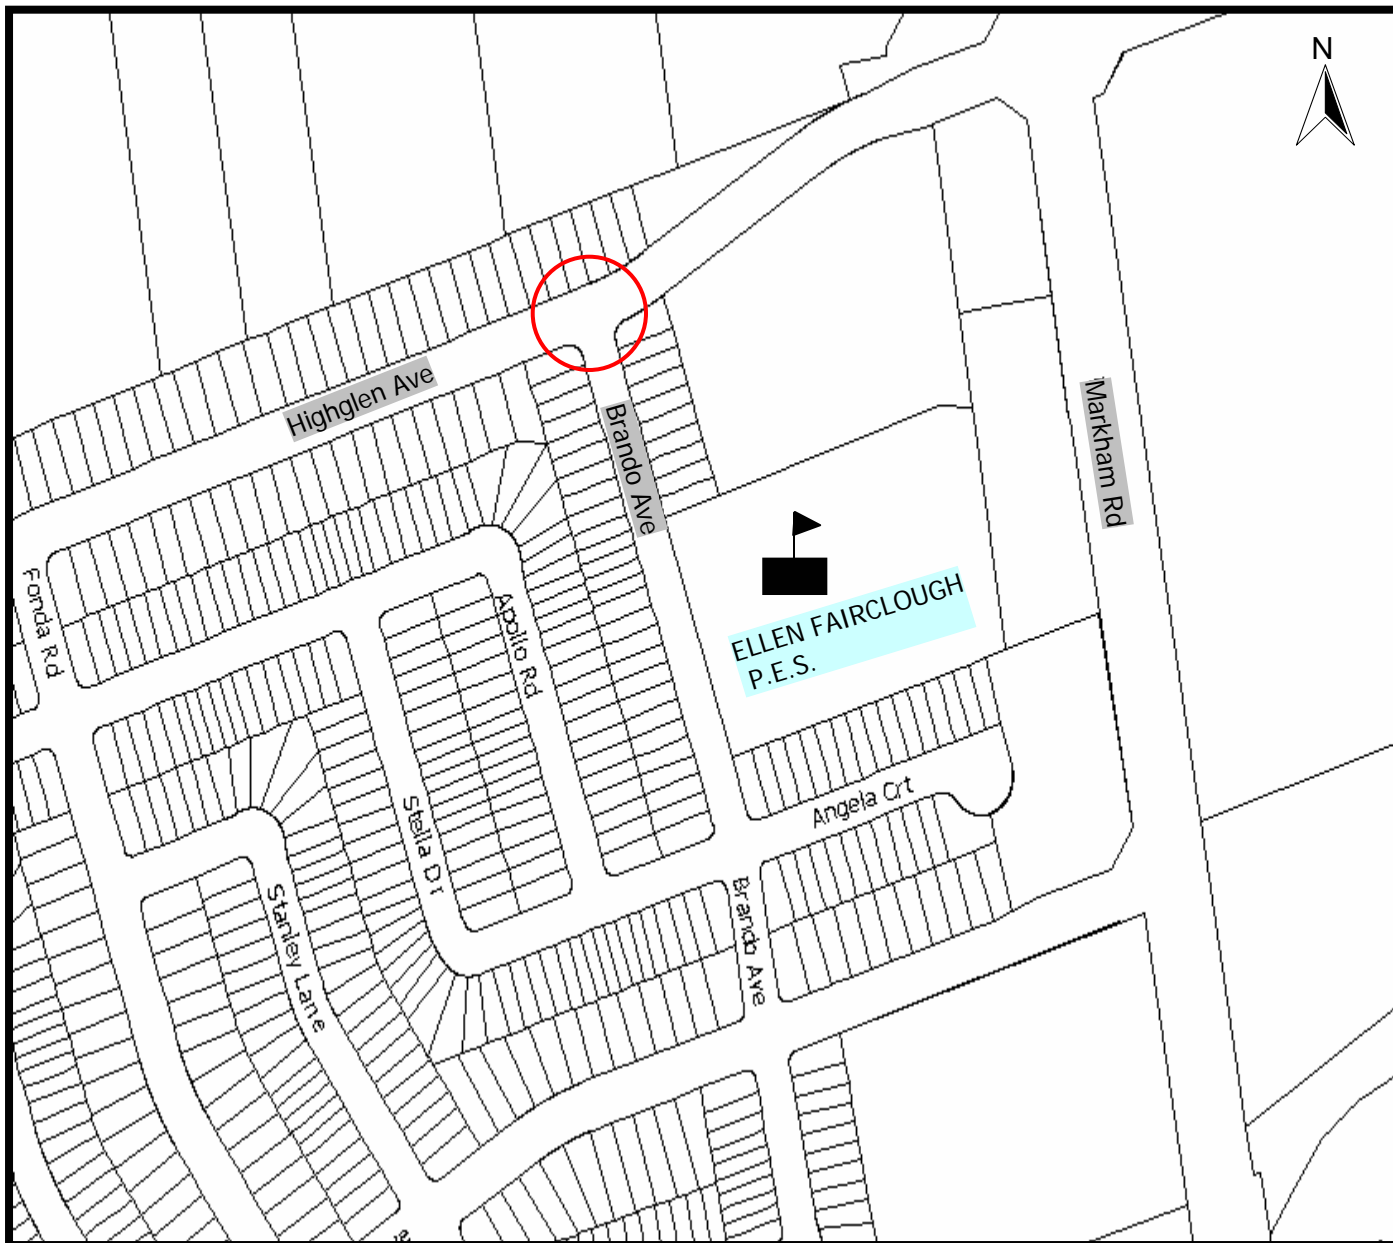 N
Highglen Ave
Brando Ave
Markham Rd
Fonda Rd
Apollo Rd
ELLEN FAIRCLOUGH
P.E.S.
Stella Dr
Angela Crt
Stanley Lane
Brando Ave